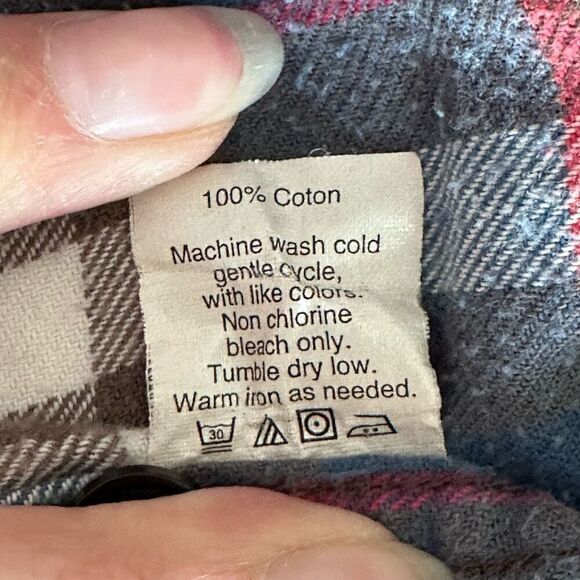 100% Coton
Machine wash cold
gentle cycle,
with like colors.
Non chlorine
bleach only.
Tumble dry low.
Warm iron as needed.
30